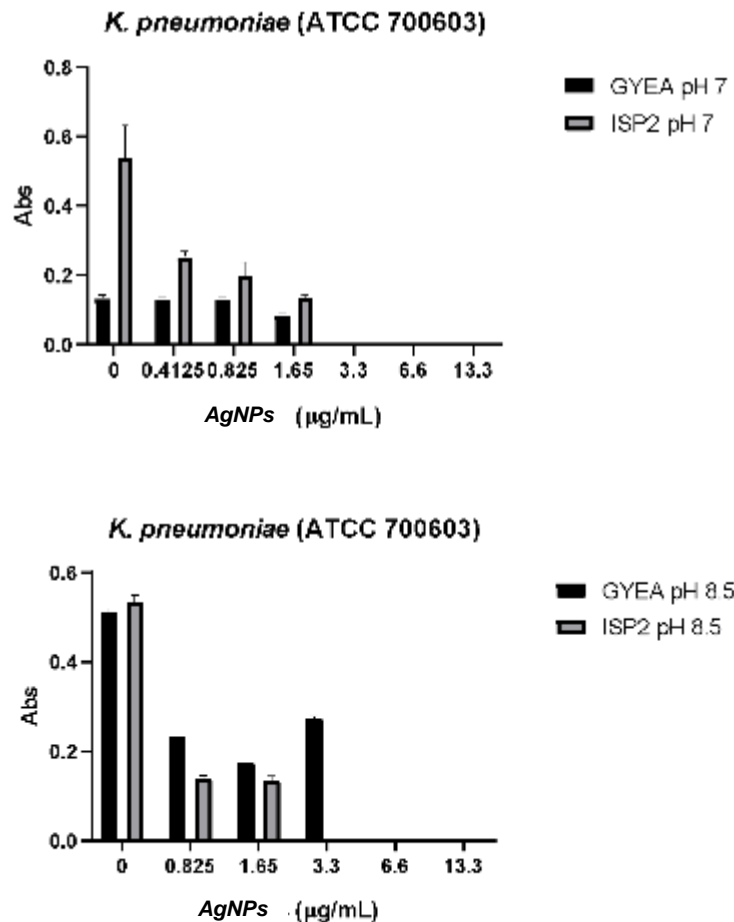 K. pneumoniae (ATCC 700603)
0.8
0.6
0.4
0.2
0.0
Abs
0 0.4125 0.825 1.65 3.3 6.6 13.3
AgNPs (µg/mL)
GYEA pH 7
ISP2 pH 7
K. pneumoniae (ATCC 700603)
0.6
0.4
0.2
0.0
Abs
0 0.825 1.65 3.3 6.6 13.3
AgNPs (µg/mL)
GYEA pH 8.5
ISP2 pH 8.5